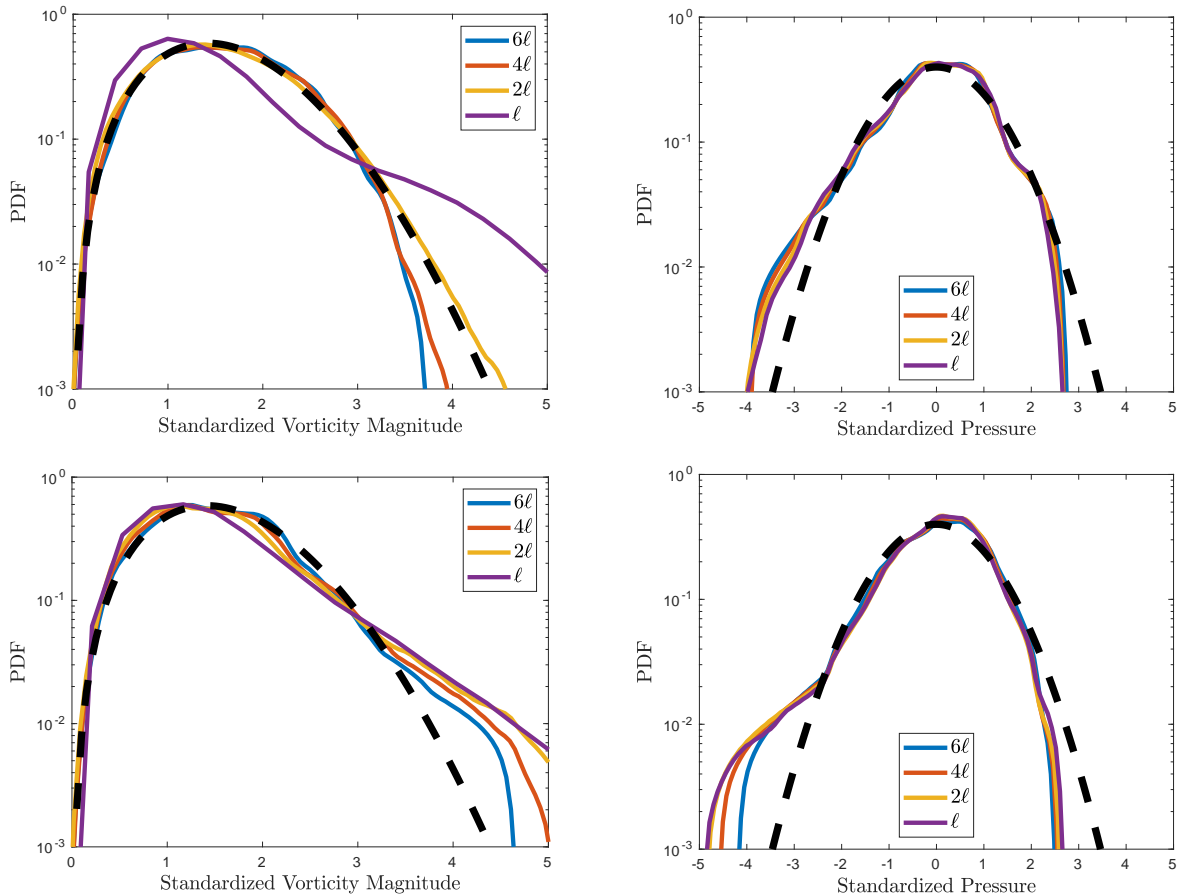 10^0
10^-1
10^-2
10^-3
PDF
0 1 2 3 4 5
Standardized Vorticity Magnitude
6ℓ
4ℓ
2ℓ
ℓ
10^0
10^-1
10^-2
10^-3
PDF
-5 -4 -3 -2 -1 0 1 2 3 4 5
Standardized Pressure
6ℓ
4ℓ
2ℓ
ℓ
10^0
10^-1
10^-2
10^-3
PDF
0 1 2 3 4 5
Standardized Vorticity Magnitude
6ℓ
4ℓ
2ℓ
ℓ
10^0
10^-1
10^-2
10^-3
PDF
-5 -4 -3 -2 -1 0 1 2 3 4 5
Standardized Pressure
6ℓ
4ℓ
2ℓ
ℓ